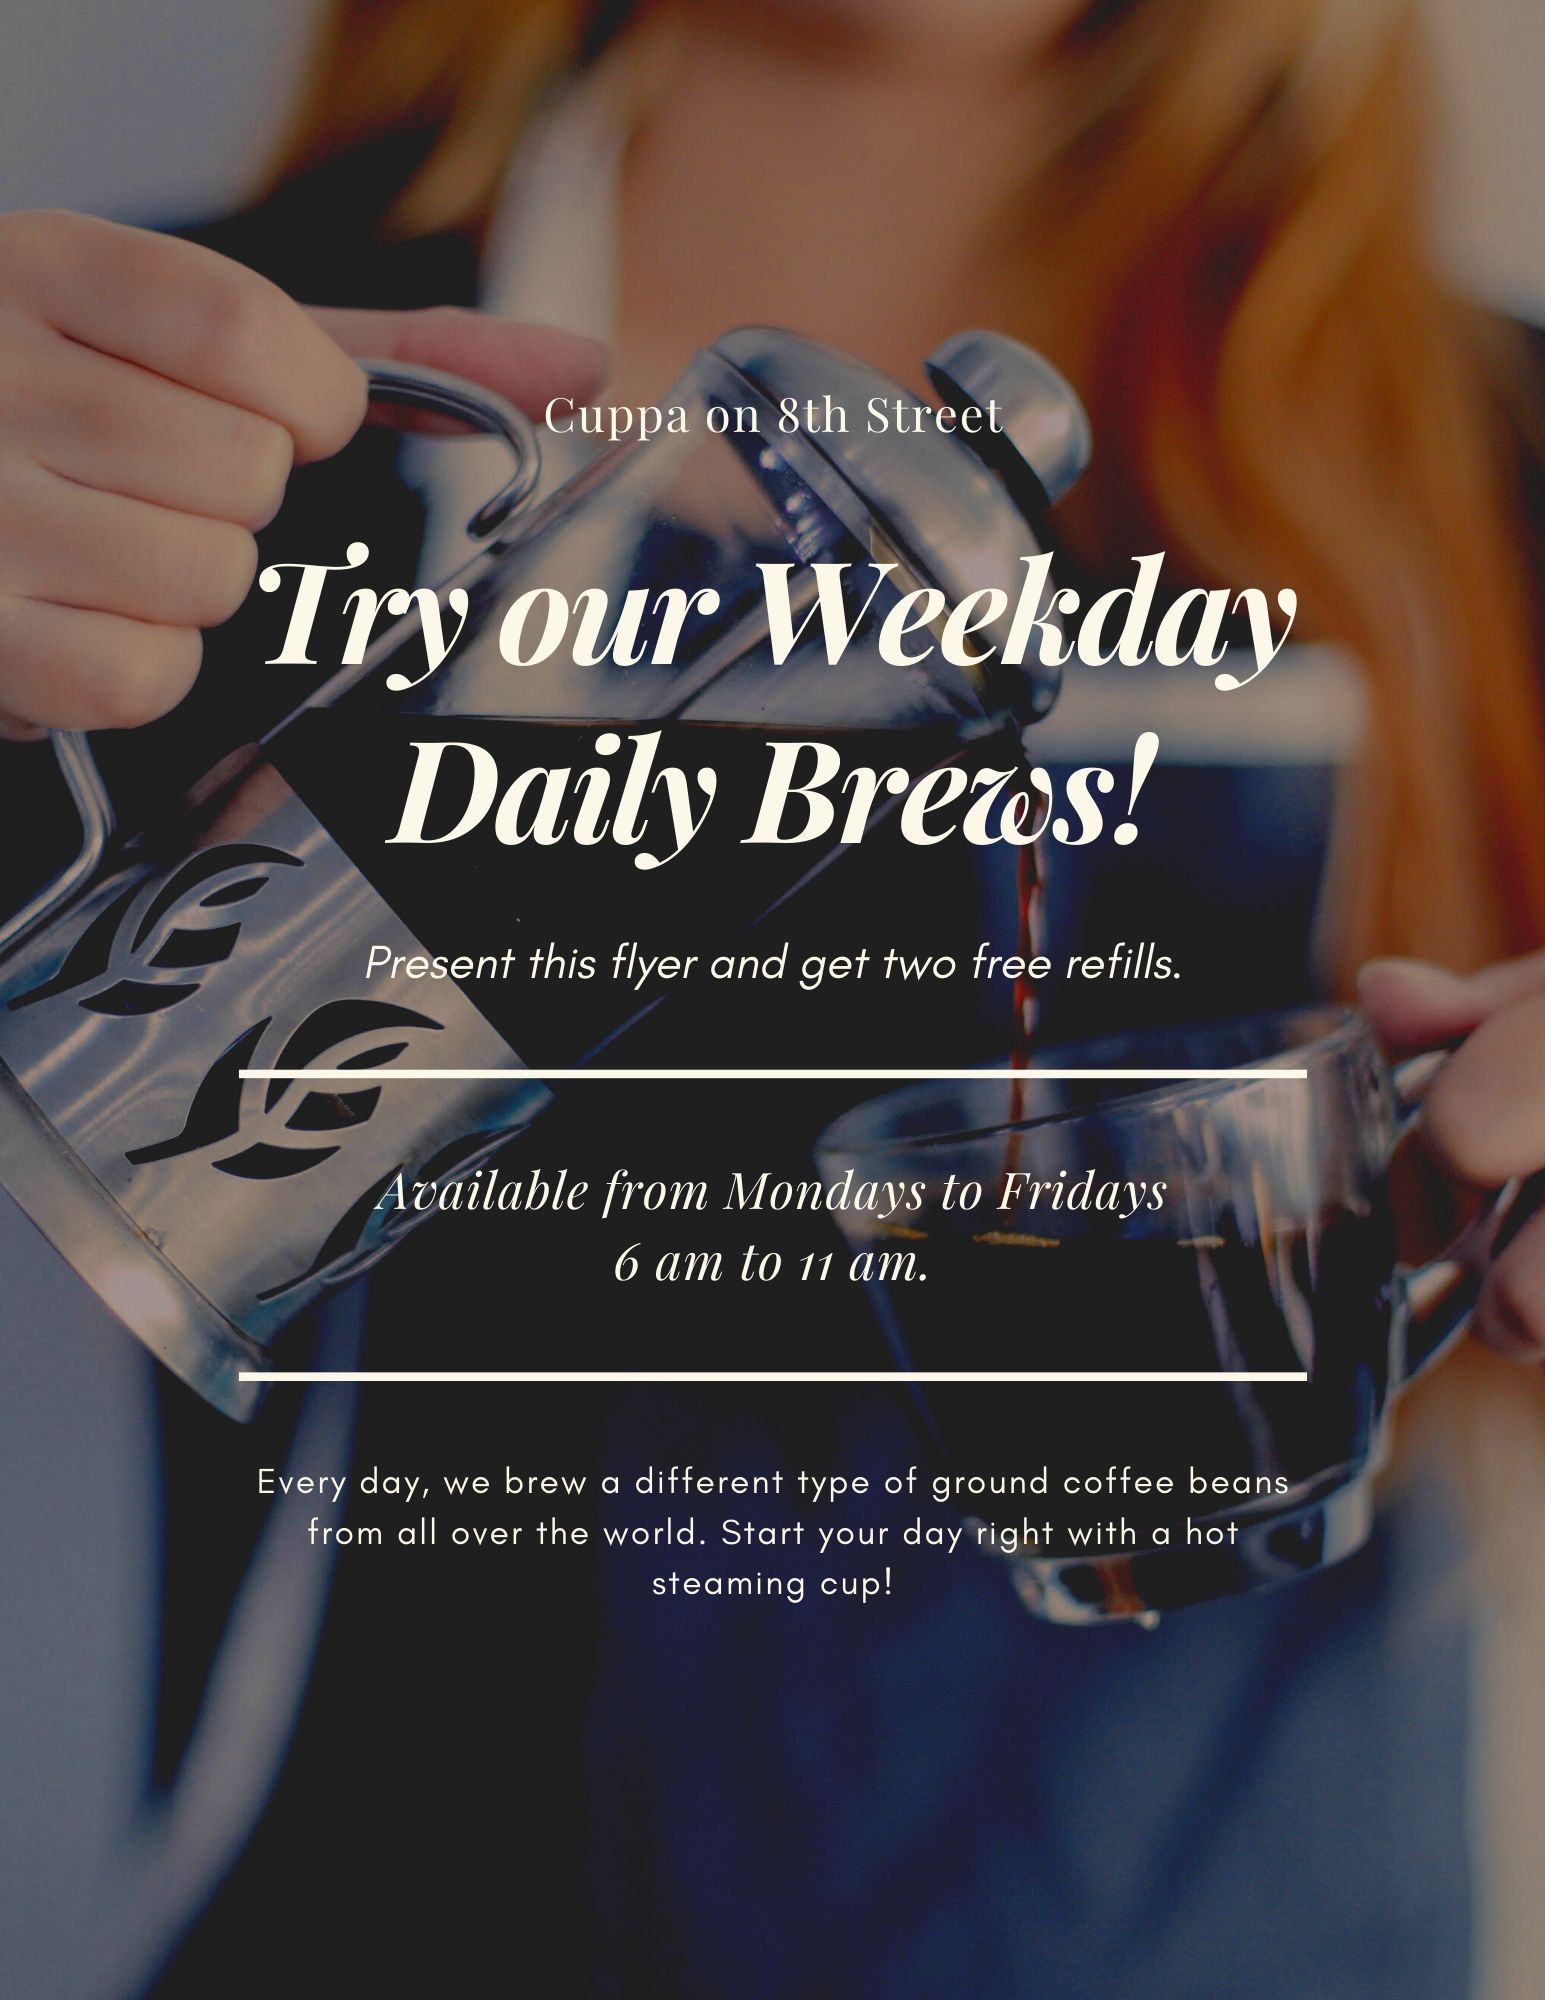 Cuppa on 8th Street
Try our Weekday
Daily Brews!
Present this flyer and get two free refills.
Available from Mondays to Fridays
6 am to 11 am.
Every day, we brew a different type of ground coffee beans
from all over the world. Start your day right with a hot
steaming cup!